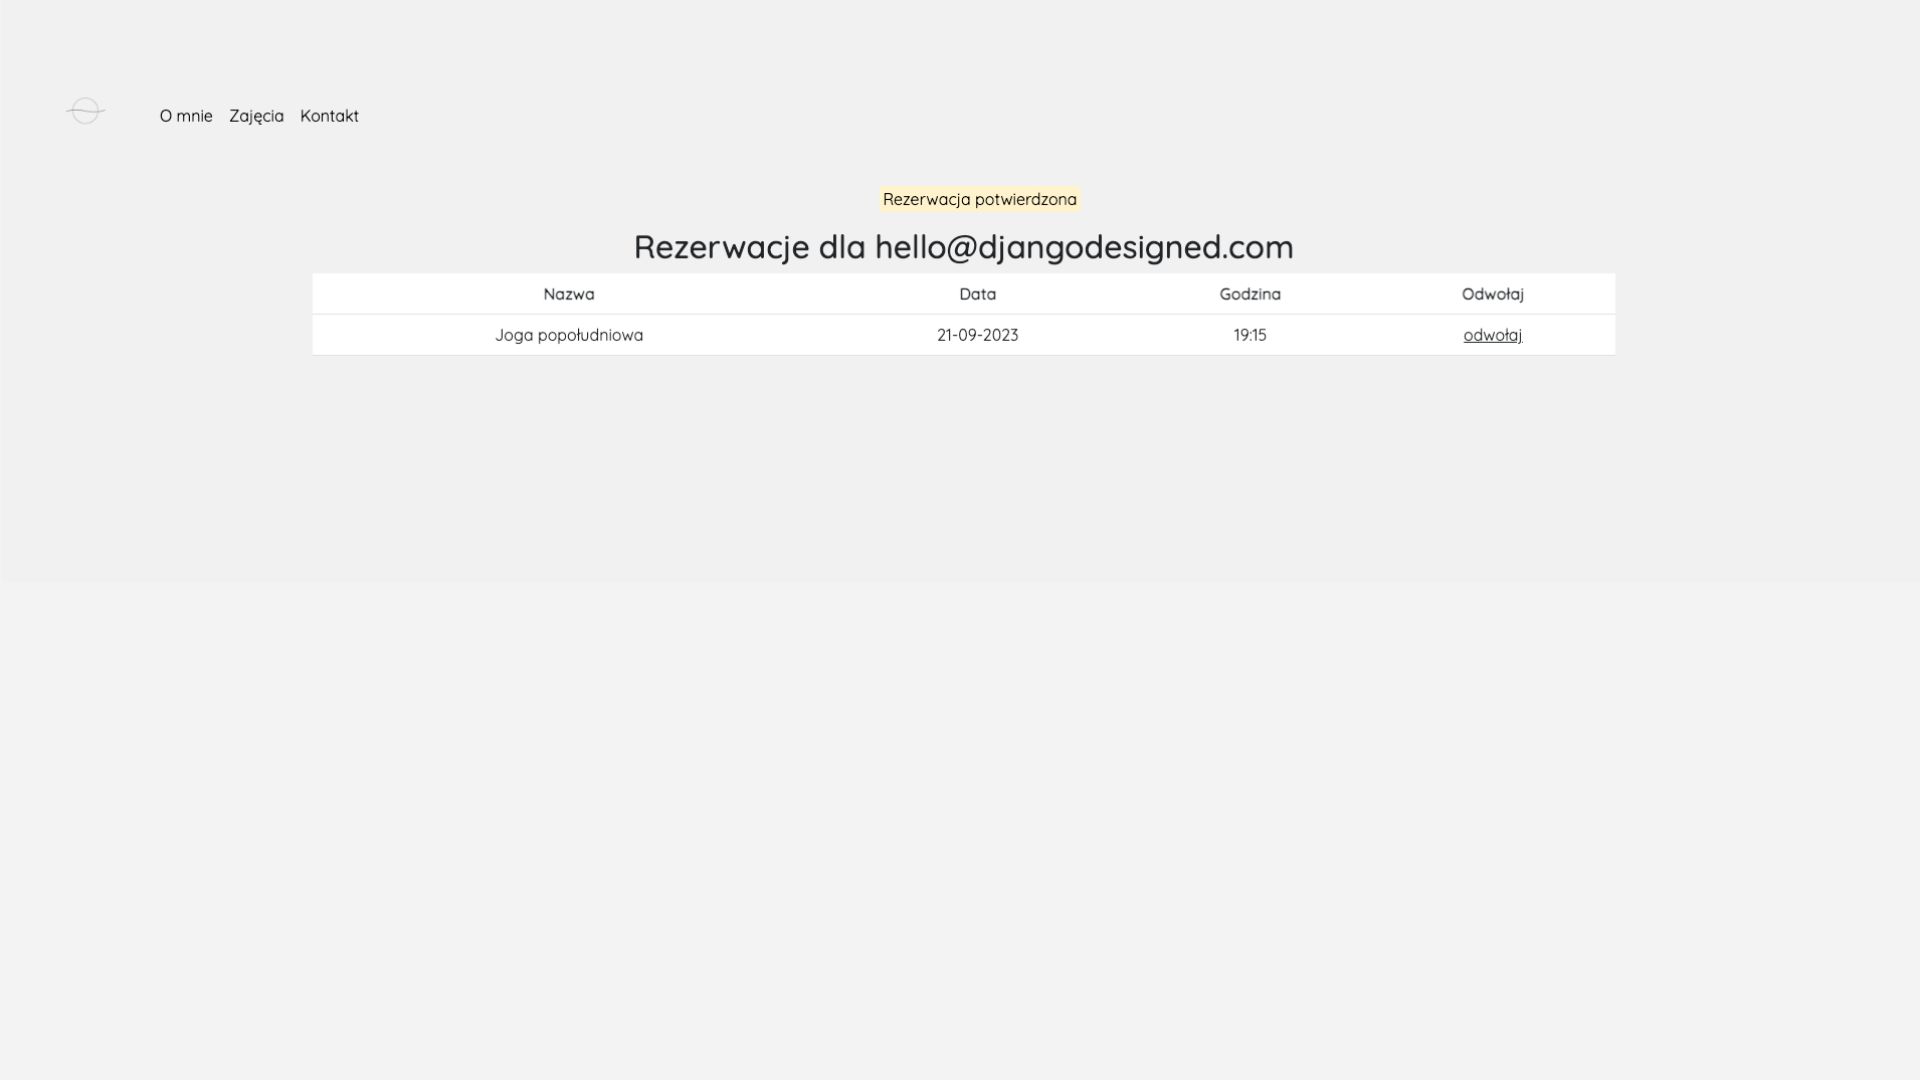 O mnie Zajęcia Kontakt
Rezerwacja potwierdzona
Rezerwacje dla hello@djangodesigned.com
Nazwa Data Godzina Odwołaj
Joga popołudniowa 21-09-2023 19:15 odwołaj